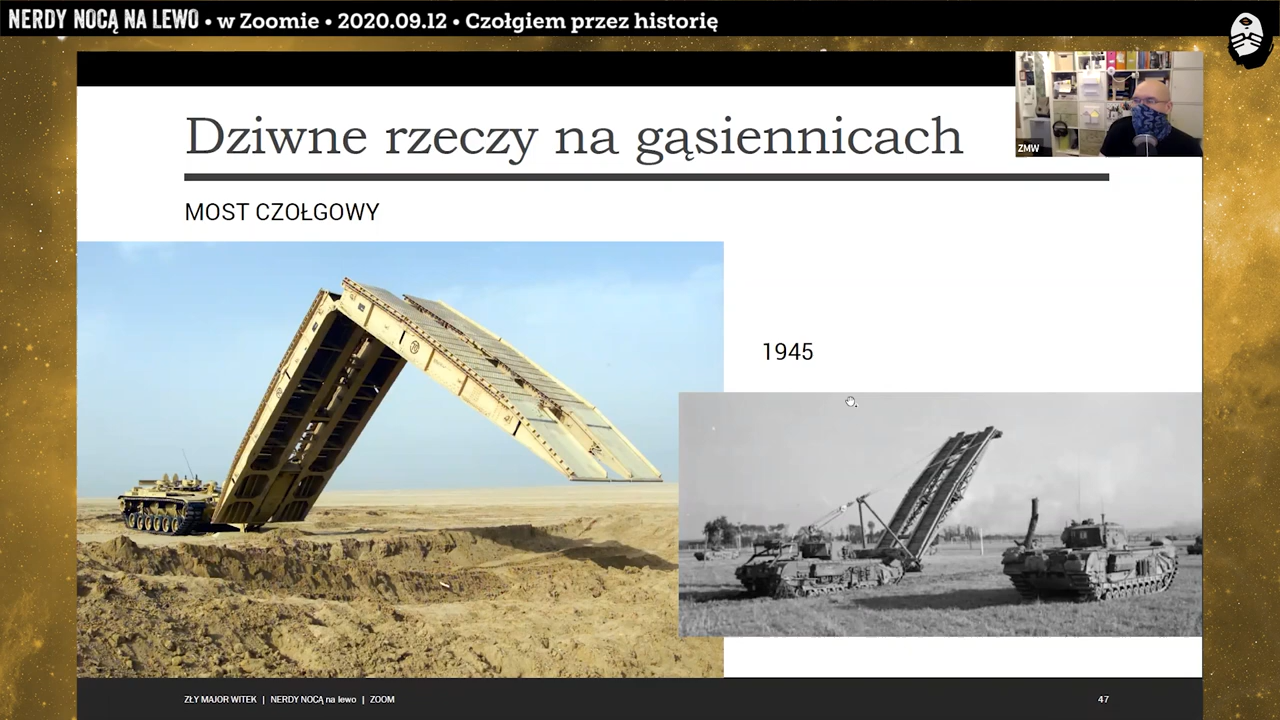 NERDY NOCĄ NA LEWO • w Zoomie • 2020.09.12 • Czołgiem przez historię
Dziwne rzeczy na gąsiennicach
ZMW
MOST CZOŁGOWY
1945
ZŁY MAJOR WITEK | NERDY NOCĄ na lewo | ZOOM
47